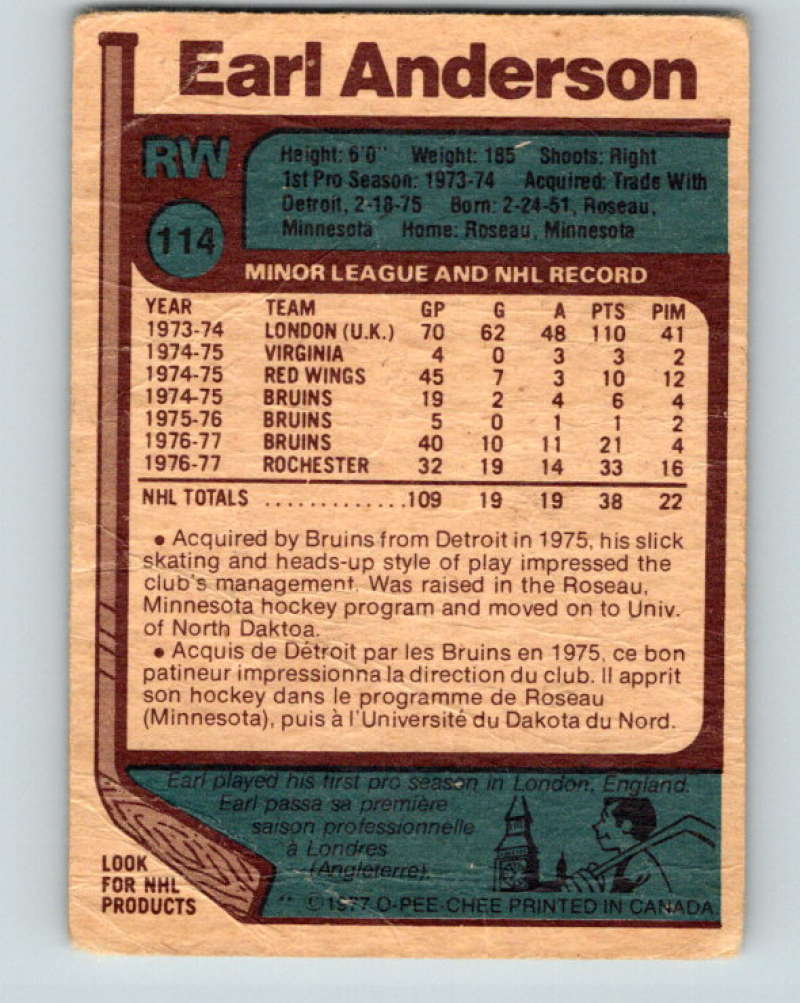 Earl Anderson
RW
Height: 6'0" Weight: 185 Shoots: Right
1st Pro Season: 1973-74 Acquired: Trade With
Detroit, 2-18-75 Born: 2-24-51, Roseau,
Minnesota Home: Roseau, Minnesota
114
MINOR LEAGUE AND NHL RECORD
YEAR TEAM GP G A PTS PIM
1973-74 LONDON (U.K.) 70 62 48 110 41
1974-75 VIRGINIA 4 0 3 3 2
1974-75 RED WINGS 45 7 3 10 12
1974-75 BRUINS 19 2 4 6 4
1975-76 BRUINS 5 0 1 1 2
1976-77 BRUINS 40 10 11 21 4
1976-77 ROCHESTER 32 19 14 33 16
NHL TOTALS .............109 19 19 38 22
• Acquired by Bruins from Detroit in 1975, his slick
skating and heads-up style of play impressed the
club's management. Was raised in the Roseau,
Minnesota hockey program and moved on to Univ.
of North Daktoa.
• Acquis de Détroit par les Bruins en 1975, ce bon
patineur impressionna la direction du club. Il apprit
son hockey dans le programme de Roseau
(Minnesota), puis à l'Université du Dakota du Nord.
Earl played his first pro season in London, England.
Earl passa sa première
saison professionnelle
à Londres
(Angleterre).
LOOK
FOR NHL
PRODUCTS
** ©1977 O-PEE-CHEE PRINTED IN CANADA